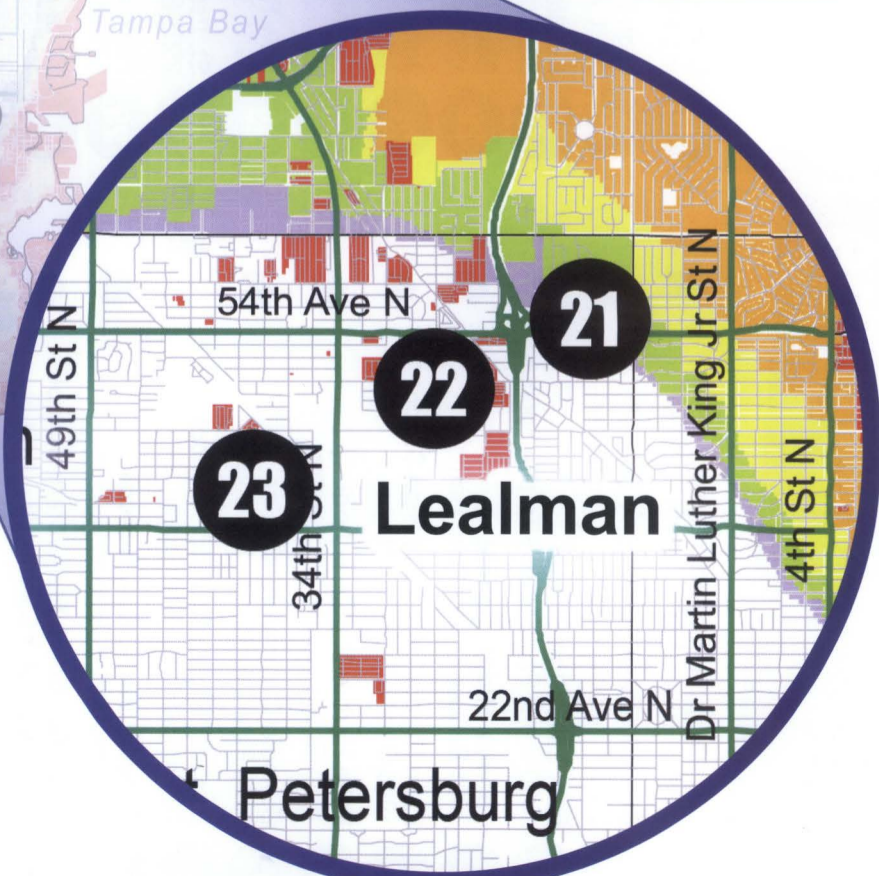 Tampa Bay
54th Ave N
21
22
49th St N
23
34th St N
Lealman
Dr Martin Luther King Jr St N
4th St N
22nd Ave N
Petersburg